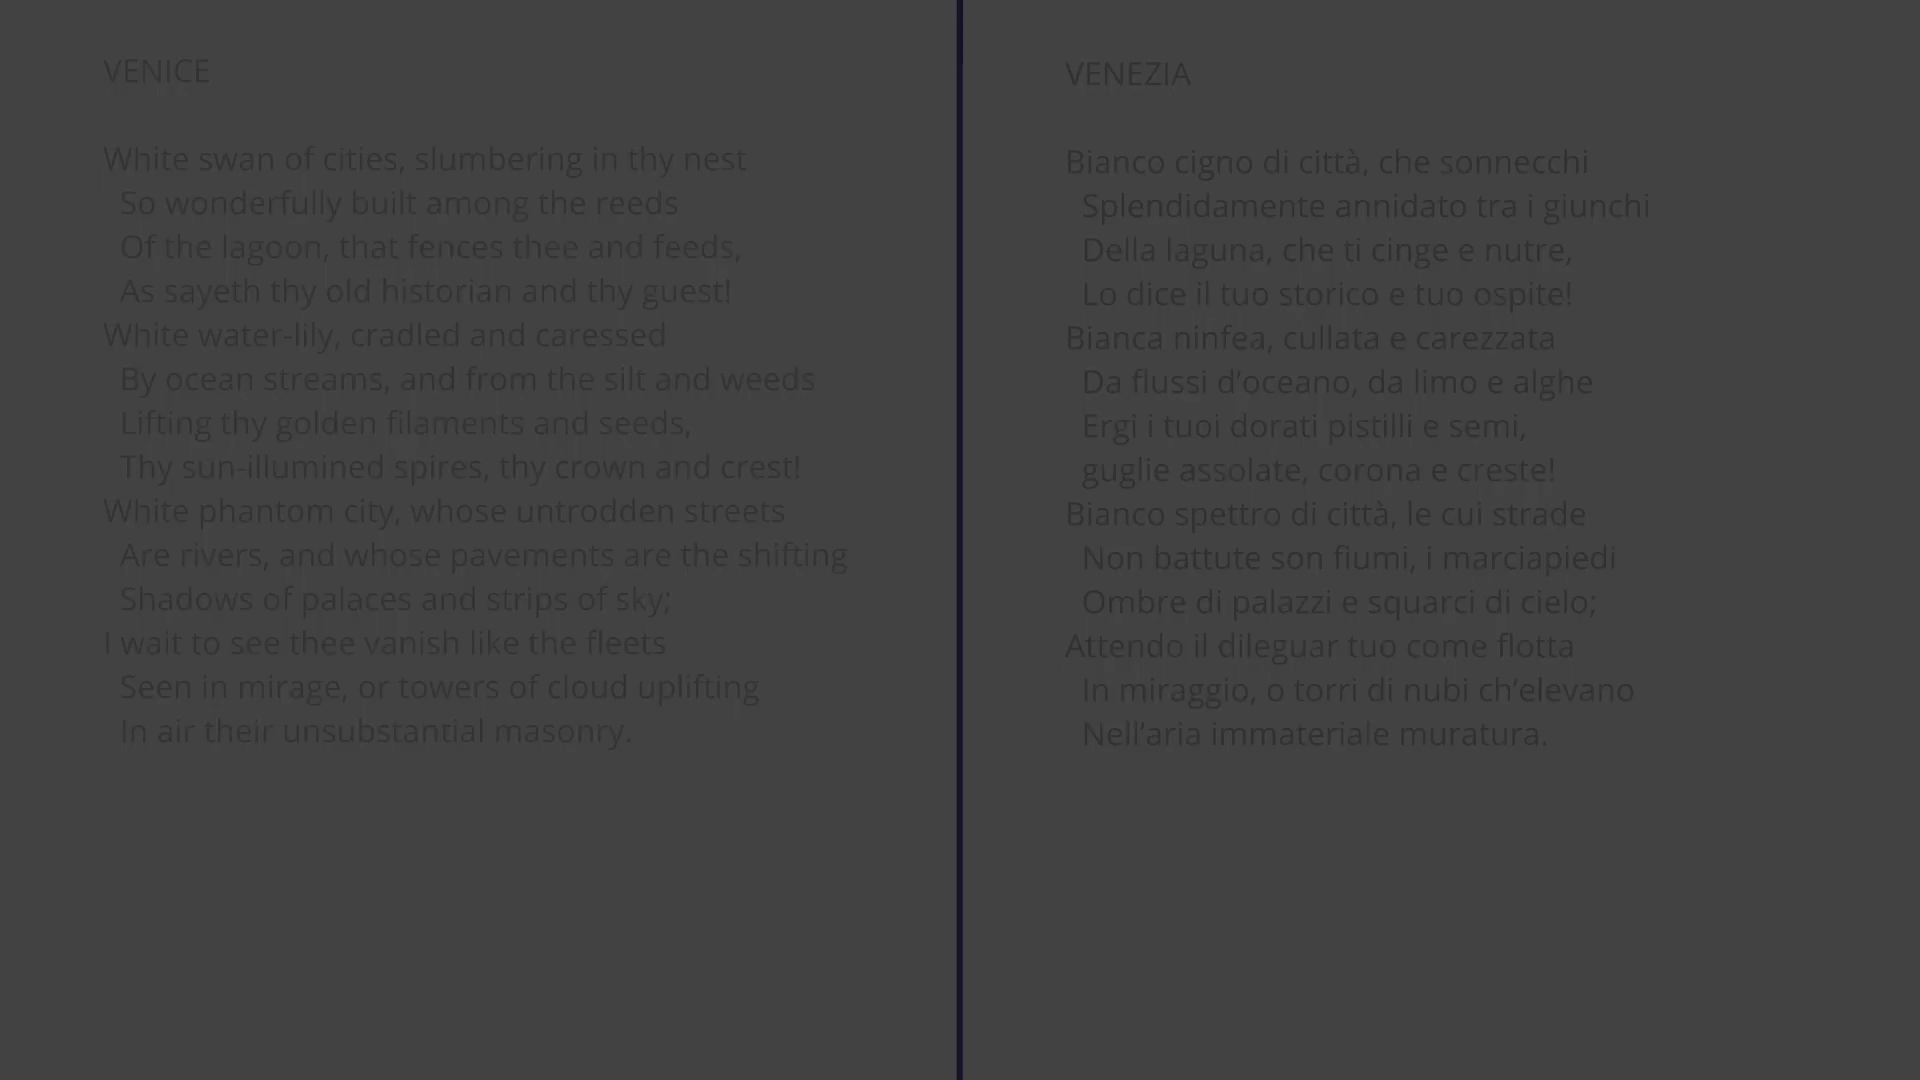 VENICE
White swan of cities, slumbering in thy nest
So wonderfully built among the reeds
Of the lagoon, that fences thee and feeds,
As sayeth thy old historian and thy guest!
White water-lily, cradled and caressed
By ocean streams, and from the silt and weeds
Lifting thy golden filaments and seeds,
Thy sun-illumined spires, thy crown and crest!
White phantom city, whose untrodden streets
Are rivers, and whose pavements are the shifting
Shadows of palaces and strips of sky;
I wait to see thee vanish like the fleets
Seen in mirage, or towers of cloud uplifting
In air their unsubstantial masonry.
VENEZIA
Bianco cigno di città, che sonnecchi
Splendidamente annidato tra i giunchi
Della laguna, che ti cinge e nutre,
Lo dice il tuo storico e tuo ospite!
Bianca ninfea, cullata e carezzata
Da flussi d’oceano, da limo e alghe
Ergi i tuoi dorati pistilli e semi,
guglie assolate, corona e creste!
Bianco spettro di città, le cui strade
Non battute son fiumi, i marciapiedi
Ombre di palazzi e squarci di cielo;
Attendo il dileguar tuo come flotta
In miraggio, o torri di nubi ch’elevano
Nell’aria immateriale muratura.